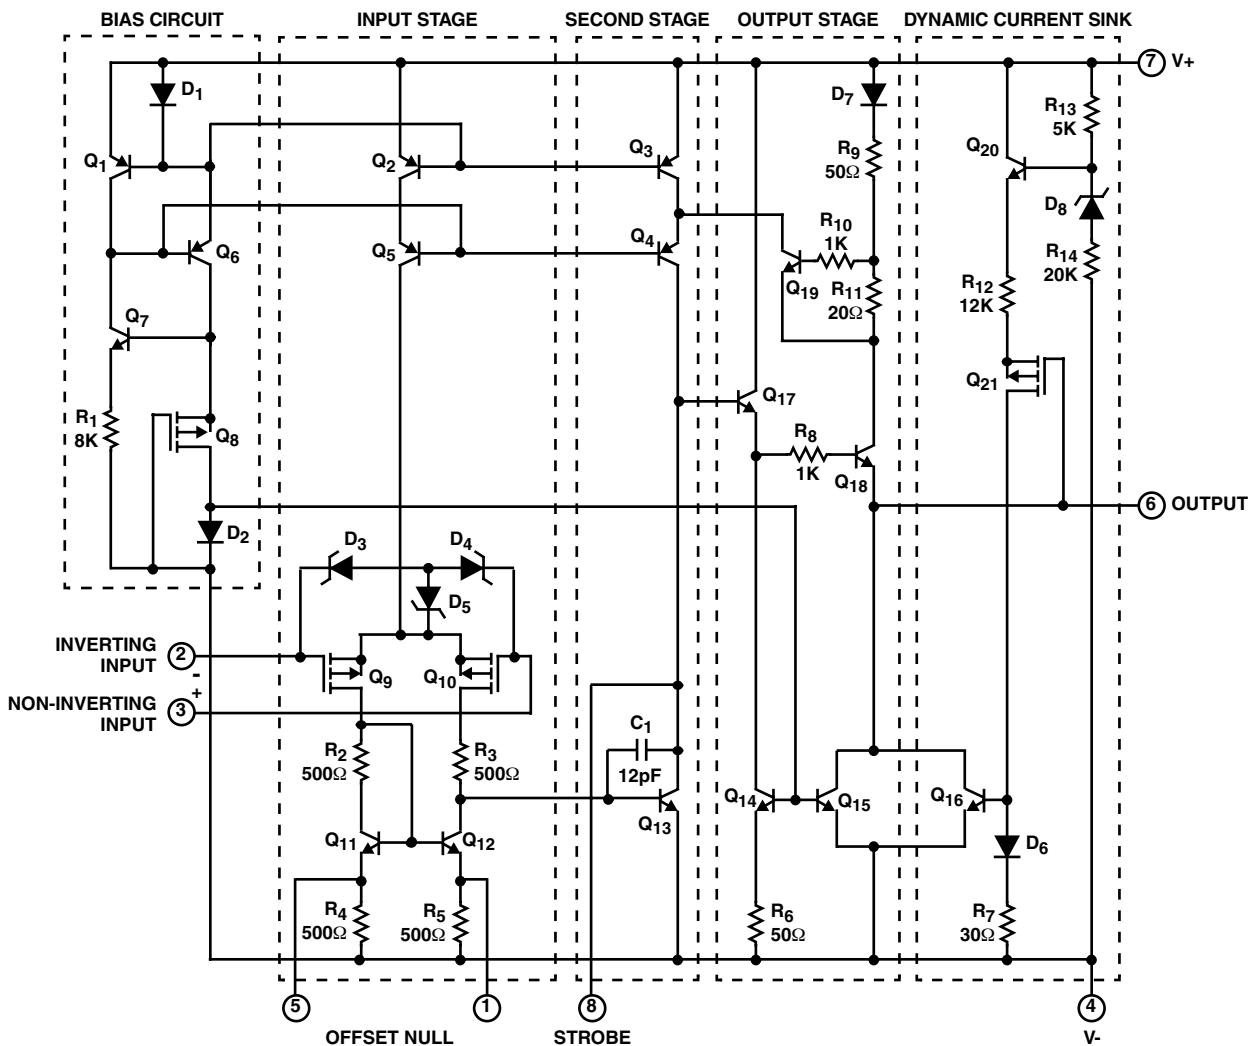 BIAS CIRCUIT
INPUT STAGE
SECOND STAGE
OUTPUT STAGE
DYNAMIC CURRENT SINK
7 V+
D1
D7
R13
5K
Q1
Q2
Q3
R9
50Ω
Q20
D8
Q6
Q5
Q4
R10
1K
R14
20K
Q19
R11
20Ω
R12
12K
Q7
Q21
R1
8K
Q8
Q17
R8
1K
Q18
6 OUTPUT
D2
D3
D4
D5
INVERTING
INPUT
2
-
Q9
Q10
NON-INVERTING
INPUT
3
+
R2
500Ω
R3
500Ω
C1
12pF
Q13
Q14
Q15
Q16
Q11
Q12
D6
R4
500Ω
R5
500Ω
R6
50Ω
R7
30Ω
5
1
8
4
OFFSET NULL
STROBE
V-